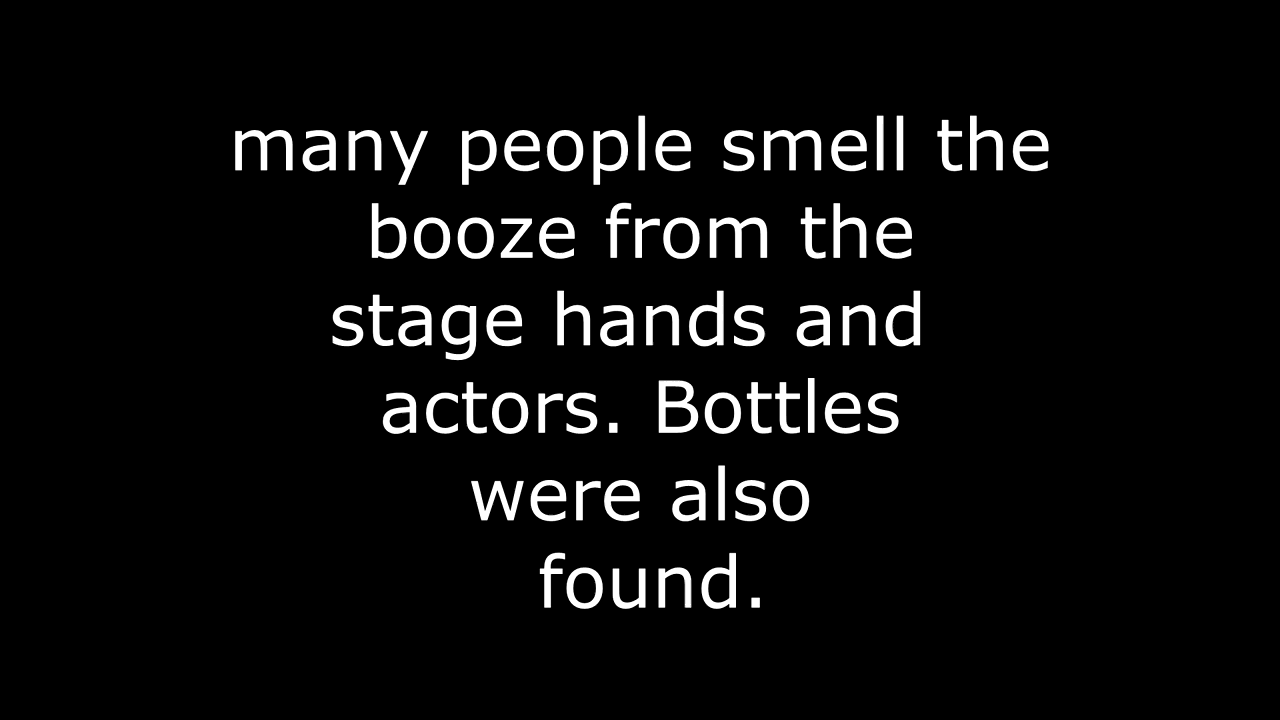 many people smell the
booze from the
stage hands and
actors. Bottles
were also
found.